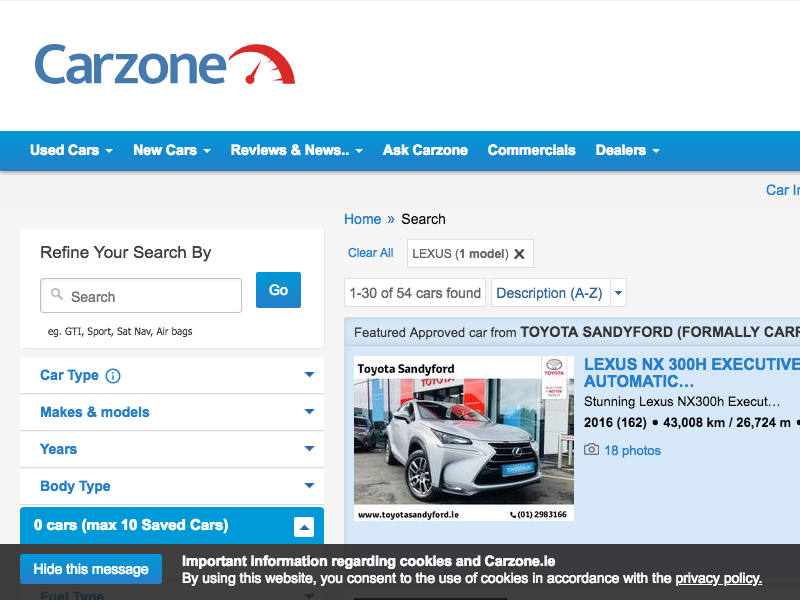 Carzone
Used Cars New Cars Reviews & News.. Ask Carzone Commercials Dealers
Car
Home » Search
Refine Your Search By
Clear All LEXUS (1 model)
Search Go
1-30 of 54 cars found Description (A-Z)
eg. GTI, Sport, Sat Nav, Air bags
Featured Approved car from TOYOTA SANDYFORD (FORMALLY
Car Type
Makes & models
Years
Body Type
Toyota Sandyford
TOYOTA
LEXUS NX 300H EXECUTIVE
AUTOMATIC...
Stunning Lexus NX300h Execut...
2016 (162) • 43,008 km / 26,724 m •
18 photos
www.toyotasandyford.ie (01) 2983166
0 cars (max 10 Saved Cars)
Hide this message
Important Information regarding cookies and Carzone.ie
By using this website, you consent to the use of cookies in accordance with the privacy policy.
Fuel Type